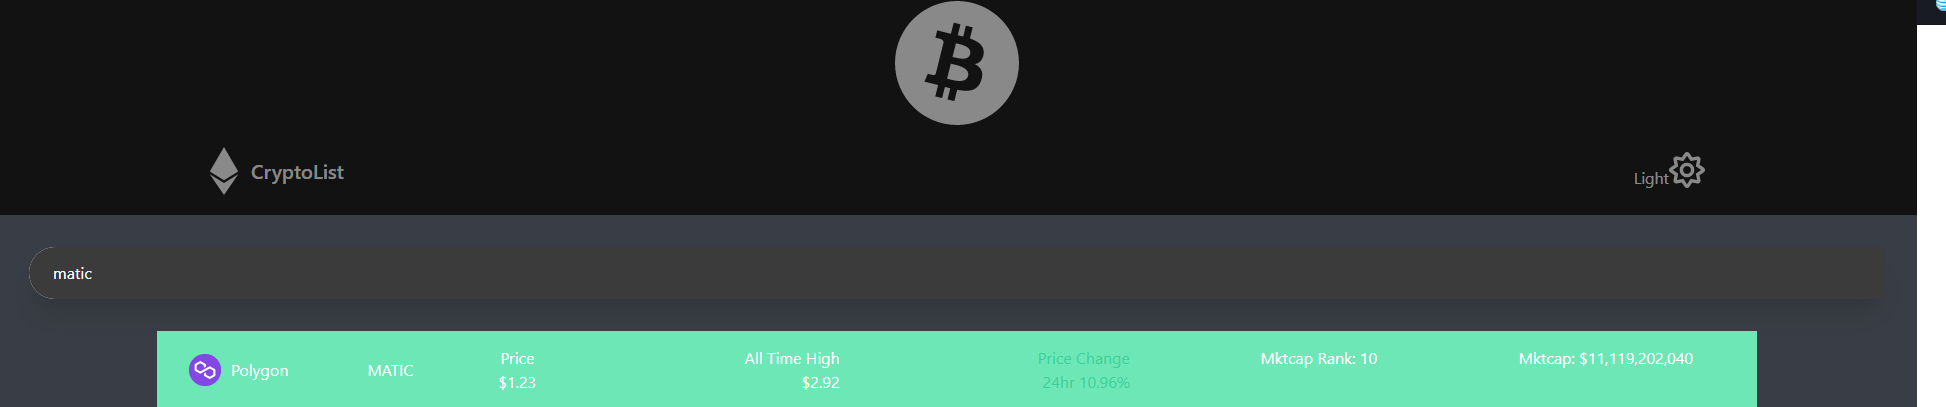 CryptoList
Light
matic
Polygon MATIC Price All Time High Price Change Mktcap Rank: 10 Mktcap: $11,119,202,040
$1.23 $2.92 24hr 10.96%